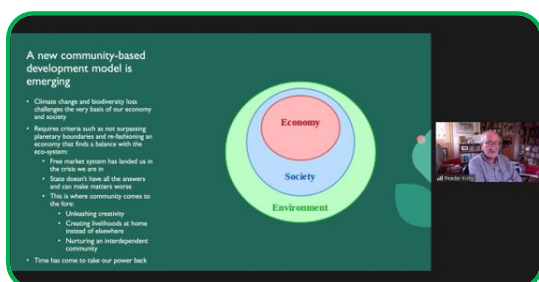 A new community-based
development model is
emerging
• Climate change and biodiversity loss
challenges the very basis of our economy
and society
• Requires criteria such as not surpassing
planetary boundaries and re-fashioning an
economy that finds a balance with the
eco-system:
• Free market system has landed us in
the crisis we are in
• State doesn't have all the answers
and can make matters worse
• This is where community comes to
the fore:
• Unleashing creativity
• Creating livelihoods at home
instead of elsewhere
• Nurturing an interdependent
community
• Time has come to take our power back
Economy
Society
Environment
Peadar Kirby